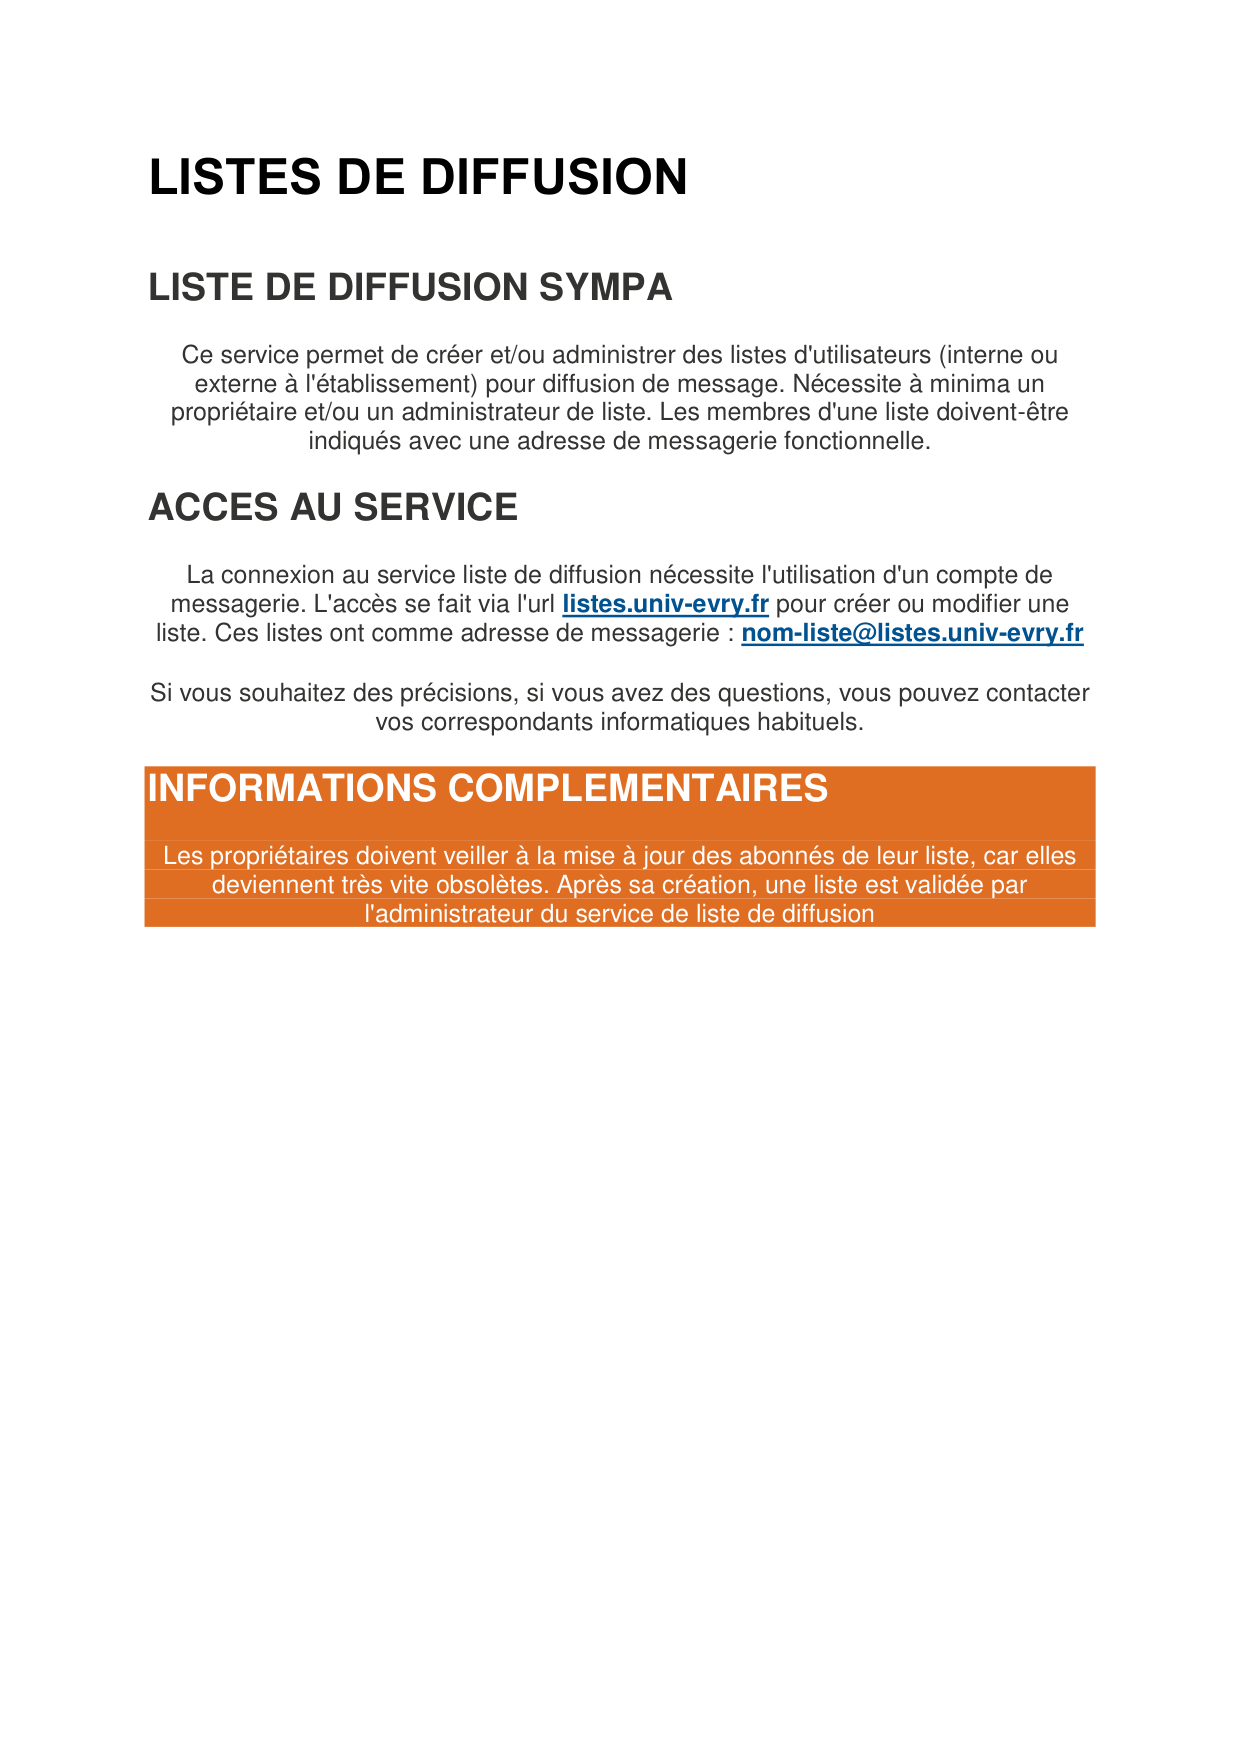 LISTES DE DIFFUSION
LISTE DE DIFFUSION SYMPA
Ce service permet de créer et/ou administrer des listes d'utilisateurs (interne ou
externe à l'établissement) pour diffusion de message. Nécessite à minima un
propriétaire et/ou un administrateur de liste. Les membres d'une liste doivent-être
indiqués avec une adresse de messagerie fonctionnelle.
ACCES AU SERVICE
La connexion au service liste de diffusion nécessite l'utilisation d'un compte de
messagerie. L'accès se fait via l'url listes.univ-evry.fr pour créer ou modifier une
liste. Ces listes ont comme adresse de messagerie : nom-liste@listes.univ-evry.fr
Si vous souhaitez des précisions, si vous avez des questions, vous pouvez contacter
vos correspondants informatiques habituels.
INFORMATIONS COMPLEMENTAIRES
Les propriétaires doivent veiller à la mise à jour des abonnés de leur liste, car elles
deviennent très vite obsolètes. Après sa création, une liste est validée par
l'administrateur du service de liste de diffusion